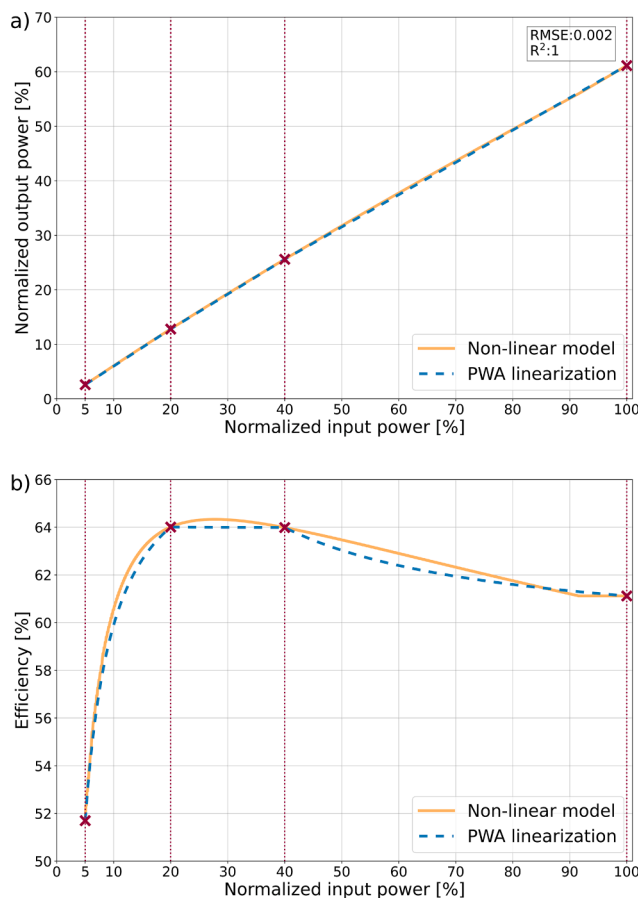 a)
70
60
50
40
30
20
10
0
Normalized output power [%]
RMSE:0.002
R²:1
Non-linear model
PWA linearization
0 5 10 20 30 40 50 60 70 80 90 100
Normalized input power [%]
b)
66
64
62
60
58
56
54
52
50
Efficiency [%]
Non-linear model
PWA linearization
0 5 10 20 30 40 50 60 70 80 90 100
Normalized input power [%]